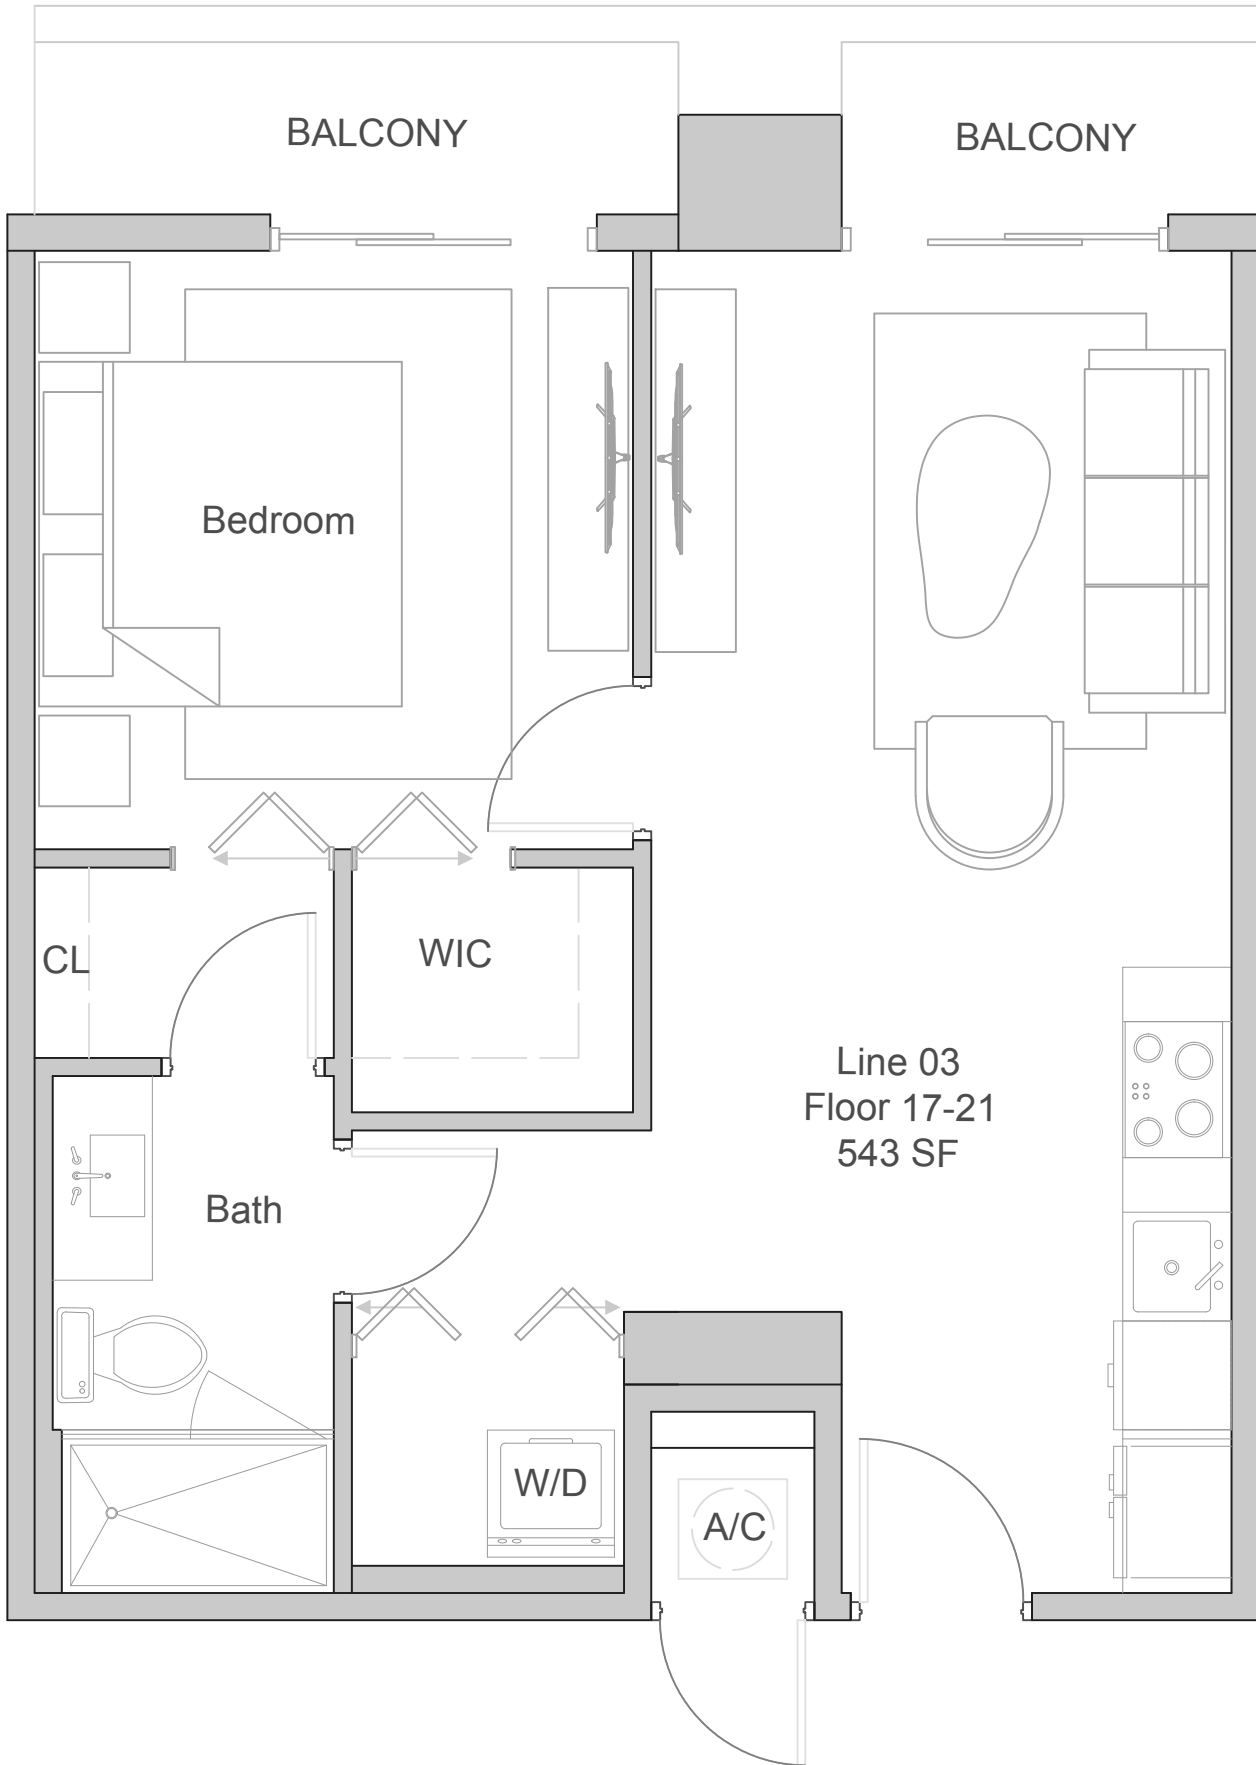 BALCONY
BALCONY
Bedroom
CL
WIC
Line 03
Floor 17-21
543 SF
Bath
W/D
A/C